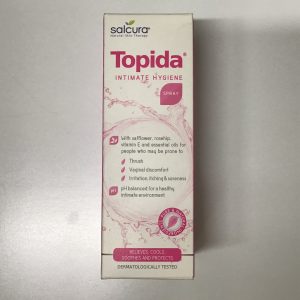 salcura
Natural Skin Therapy
Topida®
INTIMATE HYGIENE
SPRAY
With safflower, rosehip,
vitamin E and essential oils for
people who may be prone to
Thrush
Vaginal discomfort
Irritation, itching & soreness
pH
pH balanced for a healthy
intimate environment
RELIEVES, COOLS,
SOOTHES AND PROTECTS
DERMATOLOGICALLY TESTED